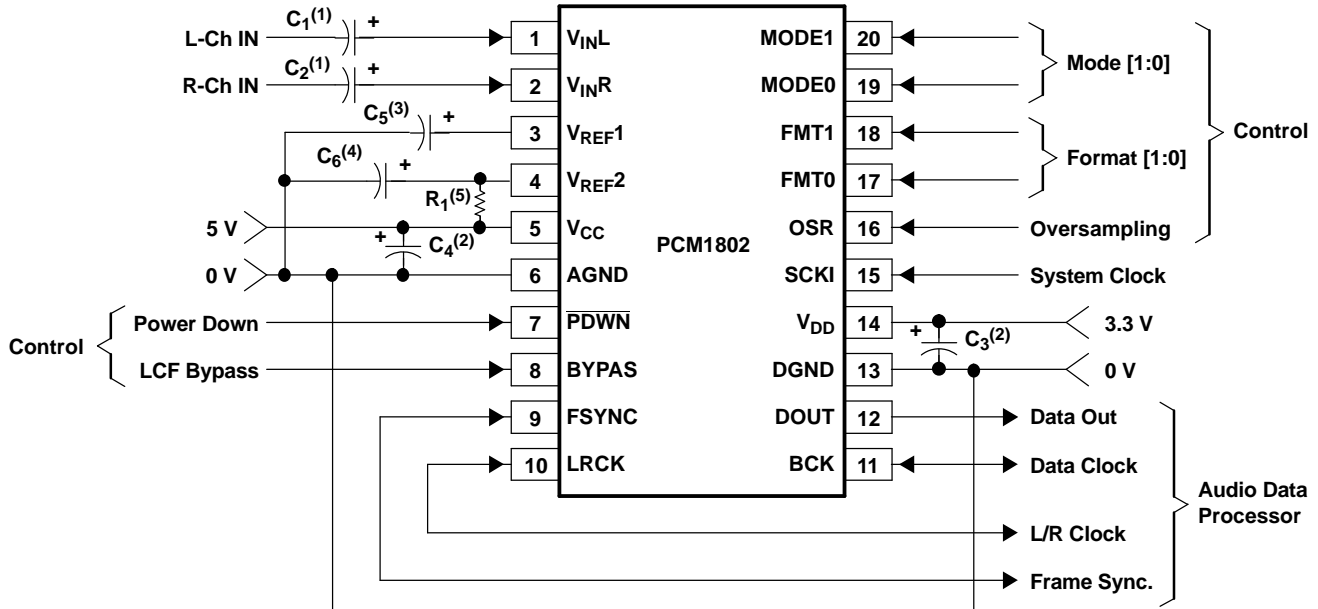 L-Ch IN
C1(1)
+
1
VINL
MODE1
20
R-Ch IN
C2(1)
+
2
VINR
MODE0
19
Mode [1:0]
C5(3)
+
3
VREF1
FMT1
18
C6(4)
+
4
VREF2
FMT0
17
Format [1:0]
Control
R1(5)
5 V
+
C4(2)
5
VCC
PCM1802
OSR
16
Oversampling
0 V
6
AGND
SCKI
15
System Clock
Control
Power Down
7
PDWN
VDD
14
+
C3(2)
3.3 V
LCF Bypass
8
BYPAS
DGND
13
0 V
9
FSYNC
DOUT
12
Data Out
10
LRCK
BCK
11
Data Clock
L/R Clock
Frame Sync.
Audio Data
Processor